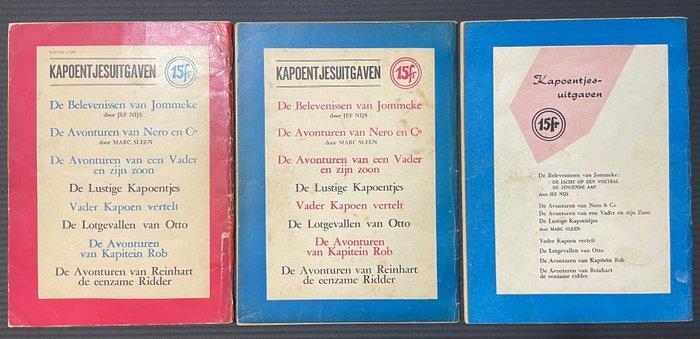 KAPOENTJESUITGAVEN 15fr
De Belevenissen van Jommeke
door JEF NIJS
De Avonturen van Nero en Co
door MARC SLEEN
De Avonturen van een Vader
en zijn zoon
De Lustige Kapoentjes
Vader Kapoen vertelt
De Lotgevallen van Otto
De Avonturen
van Kapitein Rob
De Avonturen van Reinhart
de eenzame Ridder
KAPOENTJESUITGAVEN 15fr
De Belevenissen van Jommeke
door JEF NIJS
De Avonturen van Nero en Co
door MARC SLEEN
De Avonturen van een Vader
en zijn zoon
De Lustige Kapoentjes
Vader Kapoen vertelt
De Lotgevallen van Otto
De Avonturen
van Kapitein Rob
De Avonturen van Reinhart
de eenzame Ridder
Kapoentjes-
uitgaven
15fr
De Belevenissen van Jommeke:
DE JACHT OP EEN VOETBAL
DE ZINGENDE AAP
door JEF NIJS
De Avonturen van Nero & Co
De Avonturen van een Vader en zijn Zoon
De Lustige Kapoentjes
door MARC SLEEN
Vader Kapoen vertelt
De Lotgevallen van Otto
De Avonturen van Kapitein Rob
De Avonturen van Reinhart
de eenzame ridder